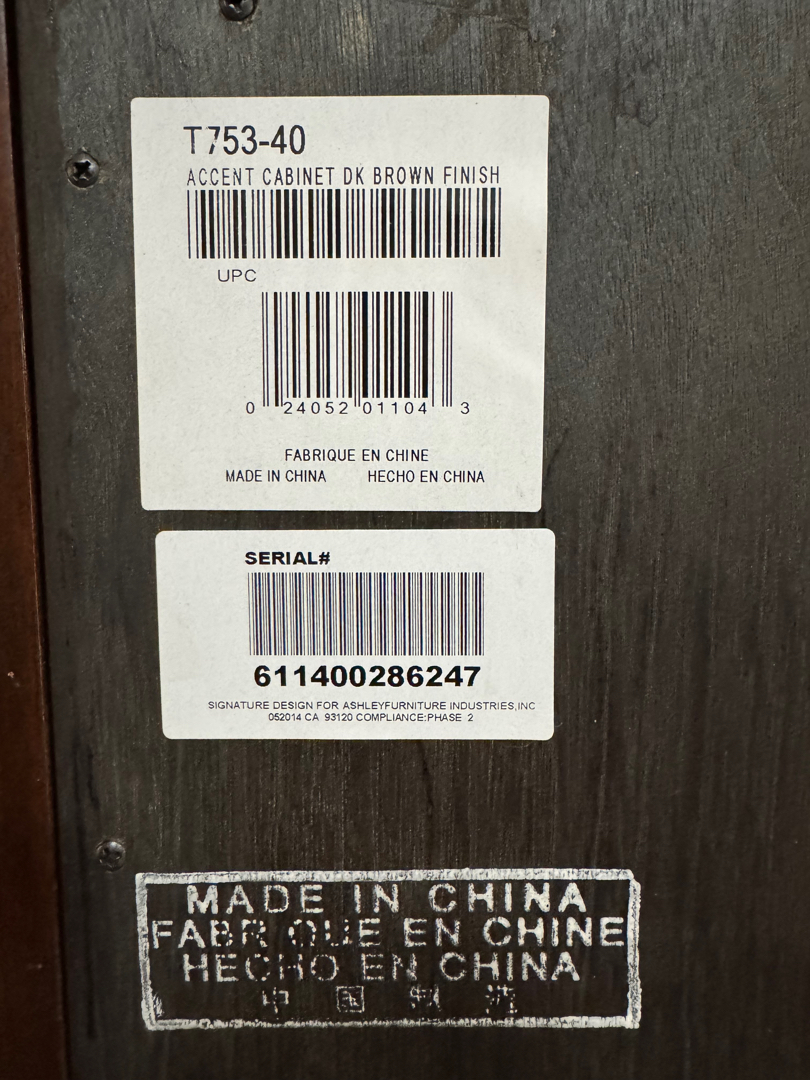 T753-40
ACCENT CABINET DK BROWN FINISH
UPC
0 24052 01104 3
FABRIQUE EN CHINE
MADE IN CHINA HECHO EN CHINA
SERIAL#
611400286247
SIGNATURE DESIGN FOR ASHLEYFURNITURE INDUSTRIES,INC
052014 CA 93120 COMPLIANCE:PHASE 2
MADE IN CHINA
FABRIQUE EN CHINE
HECHO EN CHINA
中国制造